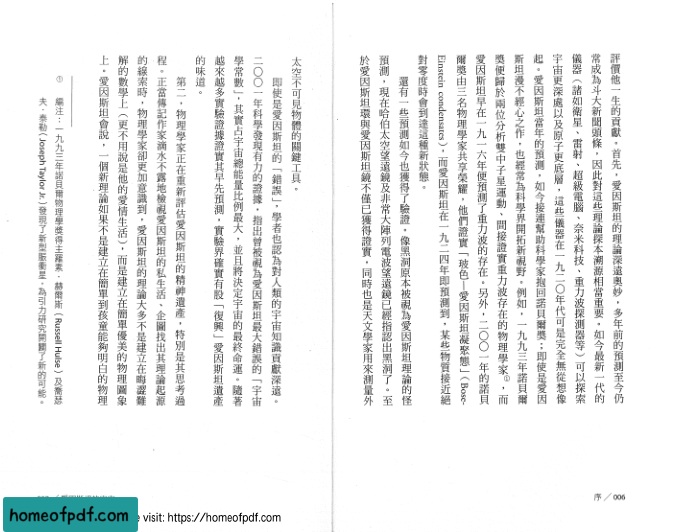 評價他一生的貢獻。首先，愛因斯坦的理論深遠奧妙，多年前的預測至今仍
常成為斗大新聞頭條，因此對這些理論探本溯源相當重要。如今最新一代的
儀器（諸如衛星、雷射、超級電腦、奈米科技、重力波探測器等）可以探索
宇宙更深處以及原子更底層，這些儀器在一九二〇年代可是完全無從想像
起。愛因斯坦當年的預測，如今接連幫助科學家抱回諾貝爾獎；即使是愛因
斯坦漫不經心之作，也經常為科學界開拓新視野。例如，一九九三年諾貝爾
獎便歸於兩位分析雙中子星運動、間接證實重力波存在的物理學家①，而
愛因斯坦早在一九一六年便預測了重力波的存在。另外，二〇〇一年的諾貝
爾獎由三名物理學家共享榮耀，他們證實「玻色—愛因斯坦凝聚態」（Bose-
Einstein condensates），而愛因斯坦在一九二四年即預測到，某些物質接近絕
對零度時會到達這種新狀態。
還有一些預測如今也獲得了驗證，像黑洞原本被視為愛因斯坦理論的怪
預測，現在哈伯太空望遠鏡及非常大陣列電波望遠鏡已經指認出黑洞了。至
於愛因斯坦環與愛因斯坦鏡不僅已獲得證實，同時也是天文學家用來測量外
序／006
太空不可見物體的關鍵工具。
即使是愛因斯坦的「錯誤」，學者也認為對人類的宇宙知識貢獻深遠。
二〇〇一年科學發現有力的證據，指出曾被視為愛因斯坦最大錯誤的「宇宙
學常數」，其實占宇宙總能量比例最大，並且將決定宇宙的最終命運。隨著
越來越多實驗證據證實其早先預測，實驗界確實有股「復興」愛因斯坦遺產
的味道。
第二，物理學家正在重新評估愛因斯坦的精神遺產，特別是其思考過
程。正當傳記作家滴水不露地檢視愛因斯坦的私生活，企圖找出其理論起源
的線索時，物理學家卻更加意識到，愛因斯坦的理論大多不是建立在晦澀難
解的數學上（更不用說是他的愛情生活），而是建立在簡單優美的物理圖象
上。愛因斯坦會說，一個新理論如果不是建立在簡單到孩童能夠明白的物理
① 編注：一九九三年諾貝爾物理學獎得主羅素．赫爾斯（Russell Hulse）及喬瑟
夫．泰勒（Joseph Taylor Jr.）發現了新型脈衝星，為引力研究開闢了新的可能。
homeofpdf.com
e visit: https://homeofpdf.com